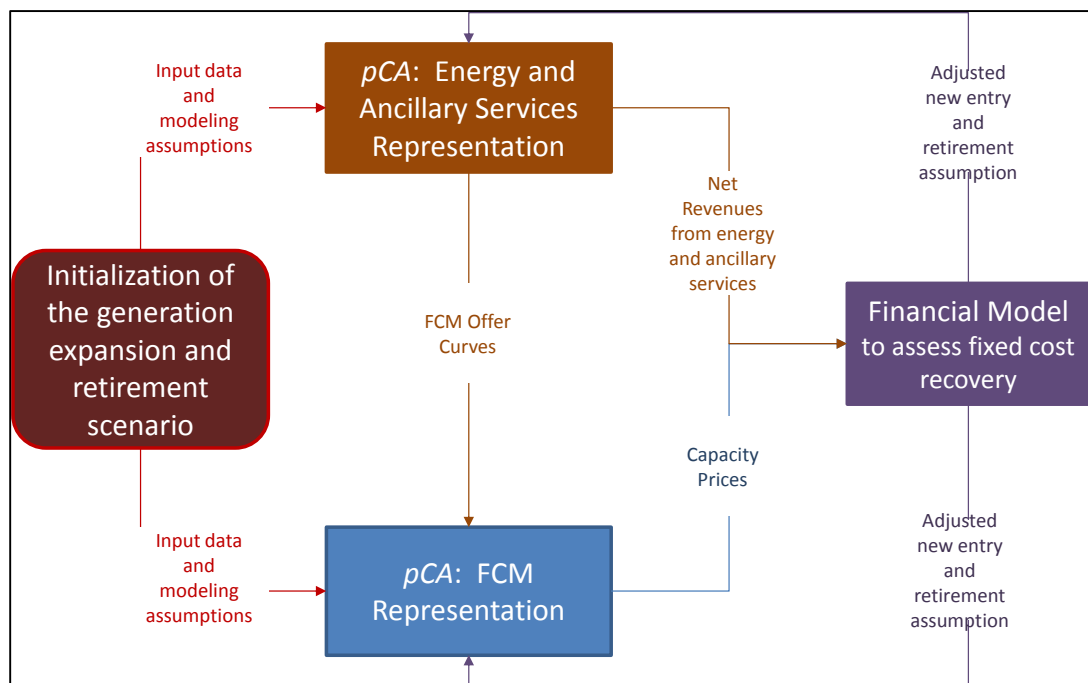 Input data
and
modeling
assumptions
pCA: Energy and
Ancillary Services
Representation
Adjusted
new entry
and
retirement
assumption
Net
Revenues
from energy
and ancillary
services
Initialization of
the generation
expansion and
retirement
scenario
FCM Offer
Curves
Financial Model
to assess fixed cost
recovery
Capacity
Prices
Input data
and
modeling
assumptions
pCA: FCM
Representation
Adjusted
new entry
and
retirement
assumption